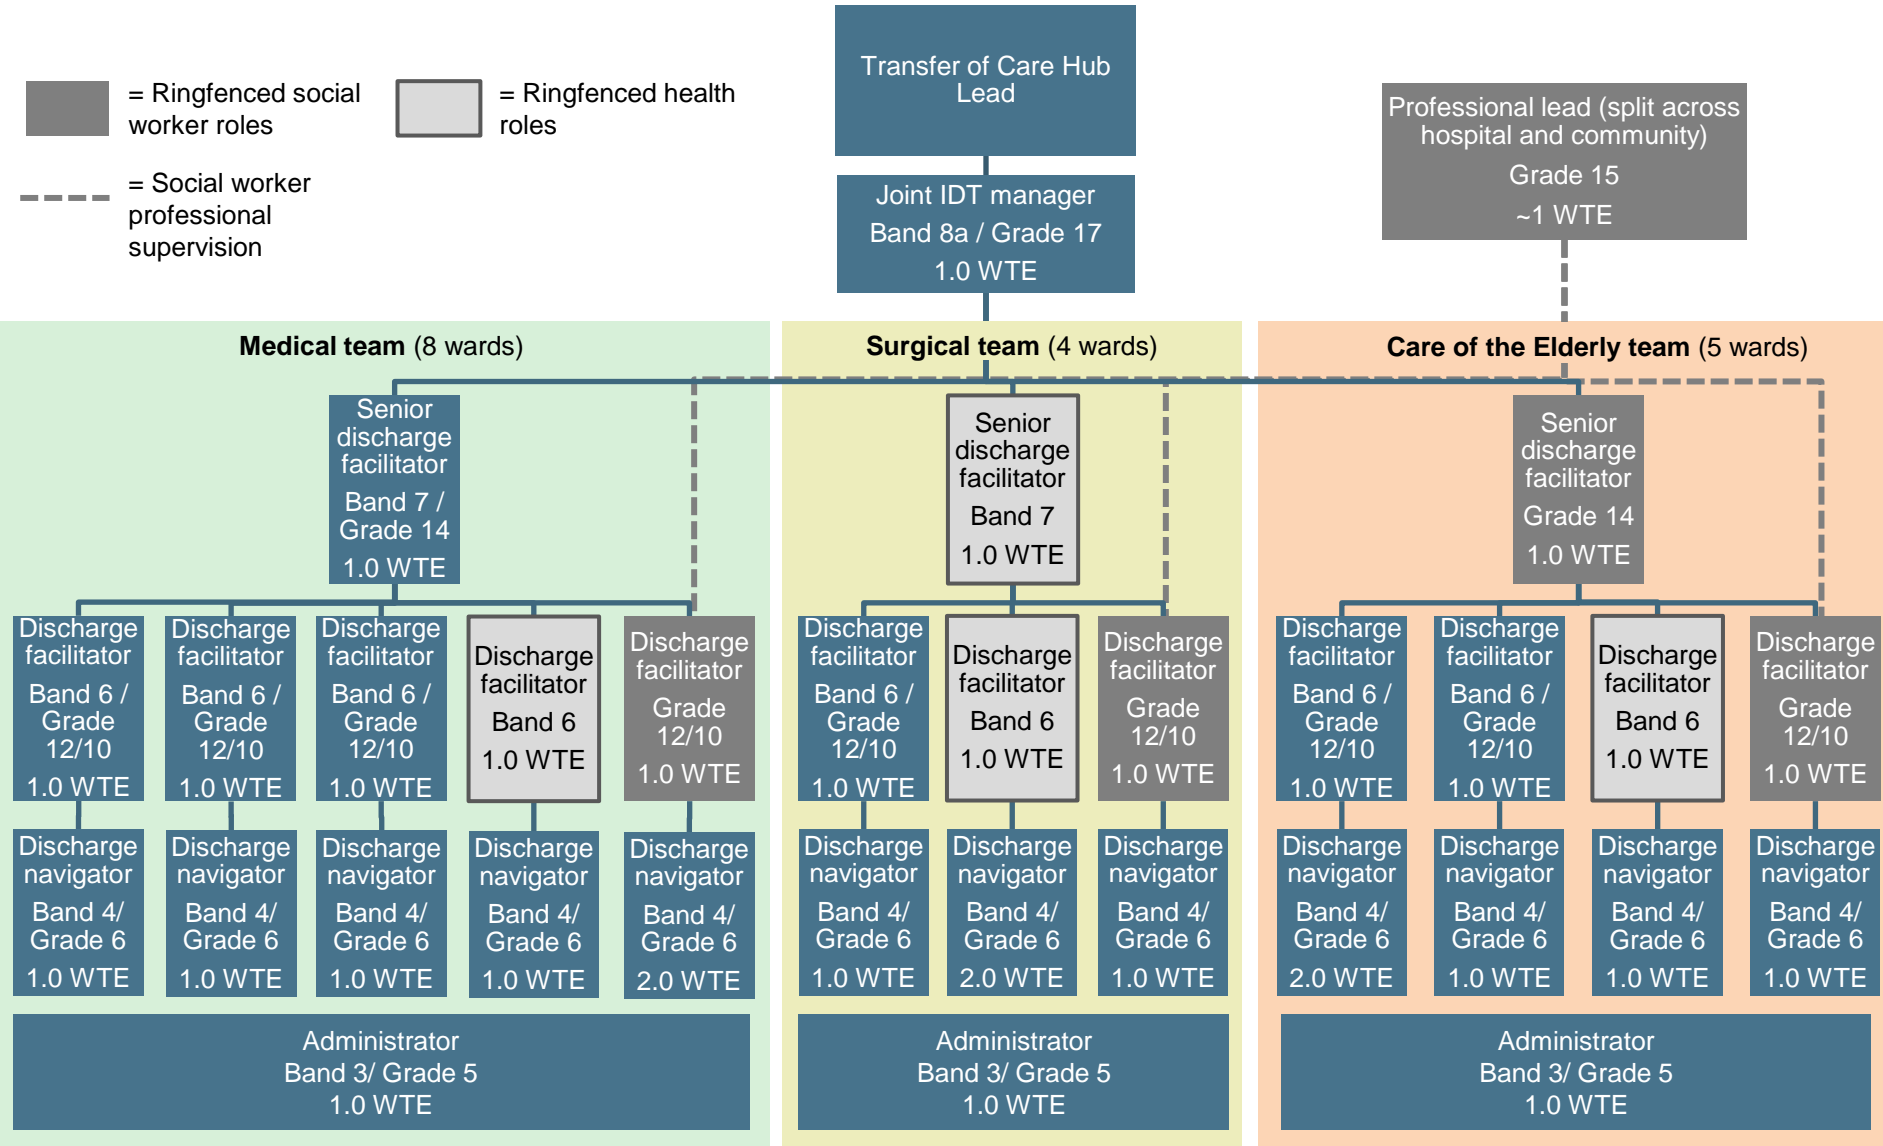 = Ringfenced social
worker roles
= Ringfenced health
roles
= Social worker
professional
supervision
Transfer of Care Hub
Lead
Joint IDT manager
Band 8a / Grade 17
1.0 WTE
Professional lead (split across
hospital and community)
Grade 15
~1 WTE
Medical team (8 wards)
Senior
discharge
facilitator
Band 7 /
Grade 14
1.0 WTE
Discharge
facilitator
Band 6 /
Grade
12/10
1.0 WTE
Discharge
facilitator
Band 6 /
Grade
12/10
1.0 WTE
Discharge
facilitator
Band 6 /
Grade
12/10
1.0 WTE
Discharge
facilitator
Band 6
1.0 WTE
Discharge
facilitator
Grade
12/10
1.0 WTE
Discharge
navigator
Band 4/
Grade 6
1.0 WTE
Discharge
navigator
Band 4/
Grade 6
1.0 WTE
Discharge
navigator
Band 4/
Grade 6
1.0 WTE
Discharge
navigator
Band 4/
Grade 6
1.0 WTE
Discharge
navigator
Band 4/
Grade 6
2.0 WTE
Administrator
Band 3/ Grade 5
1.0 WTE
Surgical team (4 wards)
Senior
discharge
facilitator
Band 7
1.0 WTE
Discharge
facilitator
Band 6 /
Grade
12/10
1.0 WTE
Discharge
facilitator
Band 6
1.0 WTE
Discharge
facilitator
Grade
12/10
1.0 WTE
Discharge
navigator
Band 4/
Grade 6
1.0 WTE
Discharge
navigator
Band 4/
Grade 6
2.0 WTE
Discharge
navigator
Band 4/
Grade 6
1.0 WTE
Administrator
Band 3/ Grade 5
1.0 WTE
Care of the Elderly team (5 wards)
Senior
discharge
facilitator
Grade 14
1.0 WTE
Discharge
facilitator
Band 6 /
Grade
12/10
1.0 WTE
Discharge
facilitator
Band 6 /
Grade
12/10
1.0 WTE
Discharge
facilitator
Band 6
1.0 WTE
Discharge
facilitator
Grade
12/10
1.0 WTE
Discharge
navigator
Band 4/
Grade 6
2.0 WTE
Discharge
navigator
Band 4/
Grade 6
1.0 WTE
Discharge
navigator
Band 4/
Grade 6
1.0 WTE
Discharge
navigator
Band 4/
Grade 6
1.0 WTE
Administrator
Band 3/ Grade 5
1.0 WTE